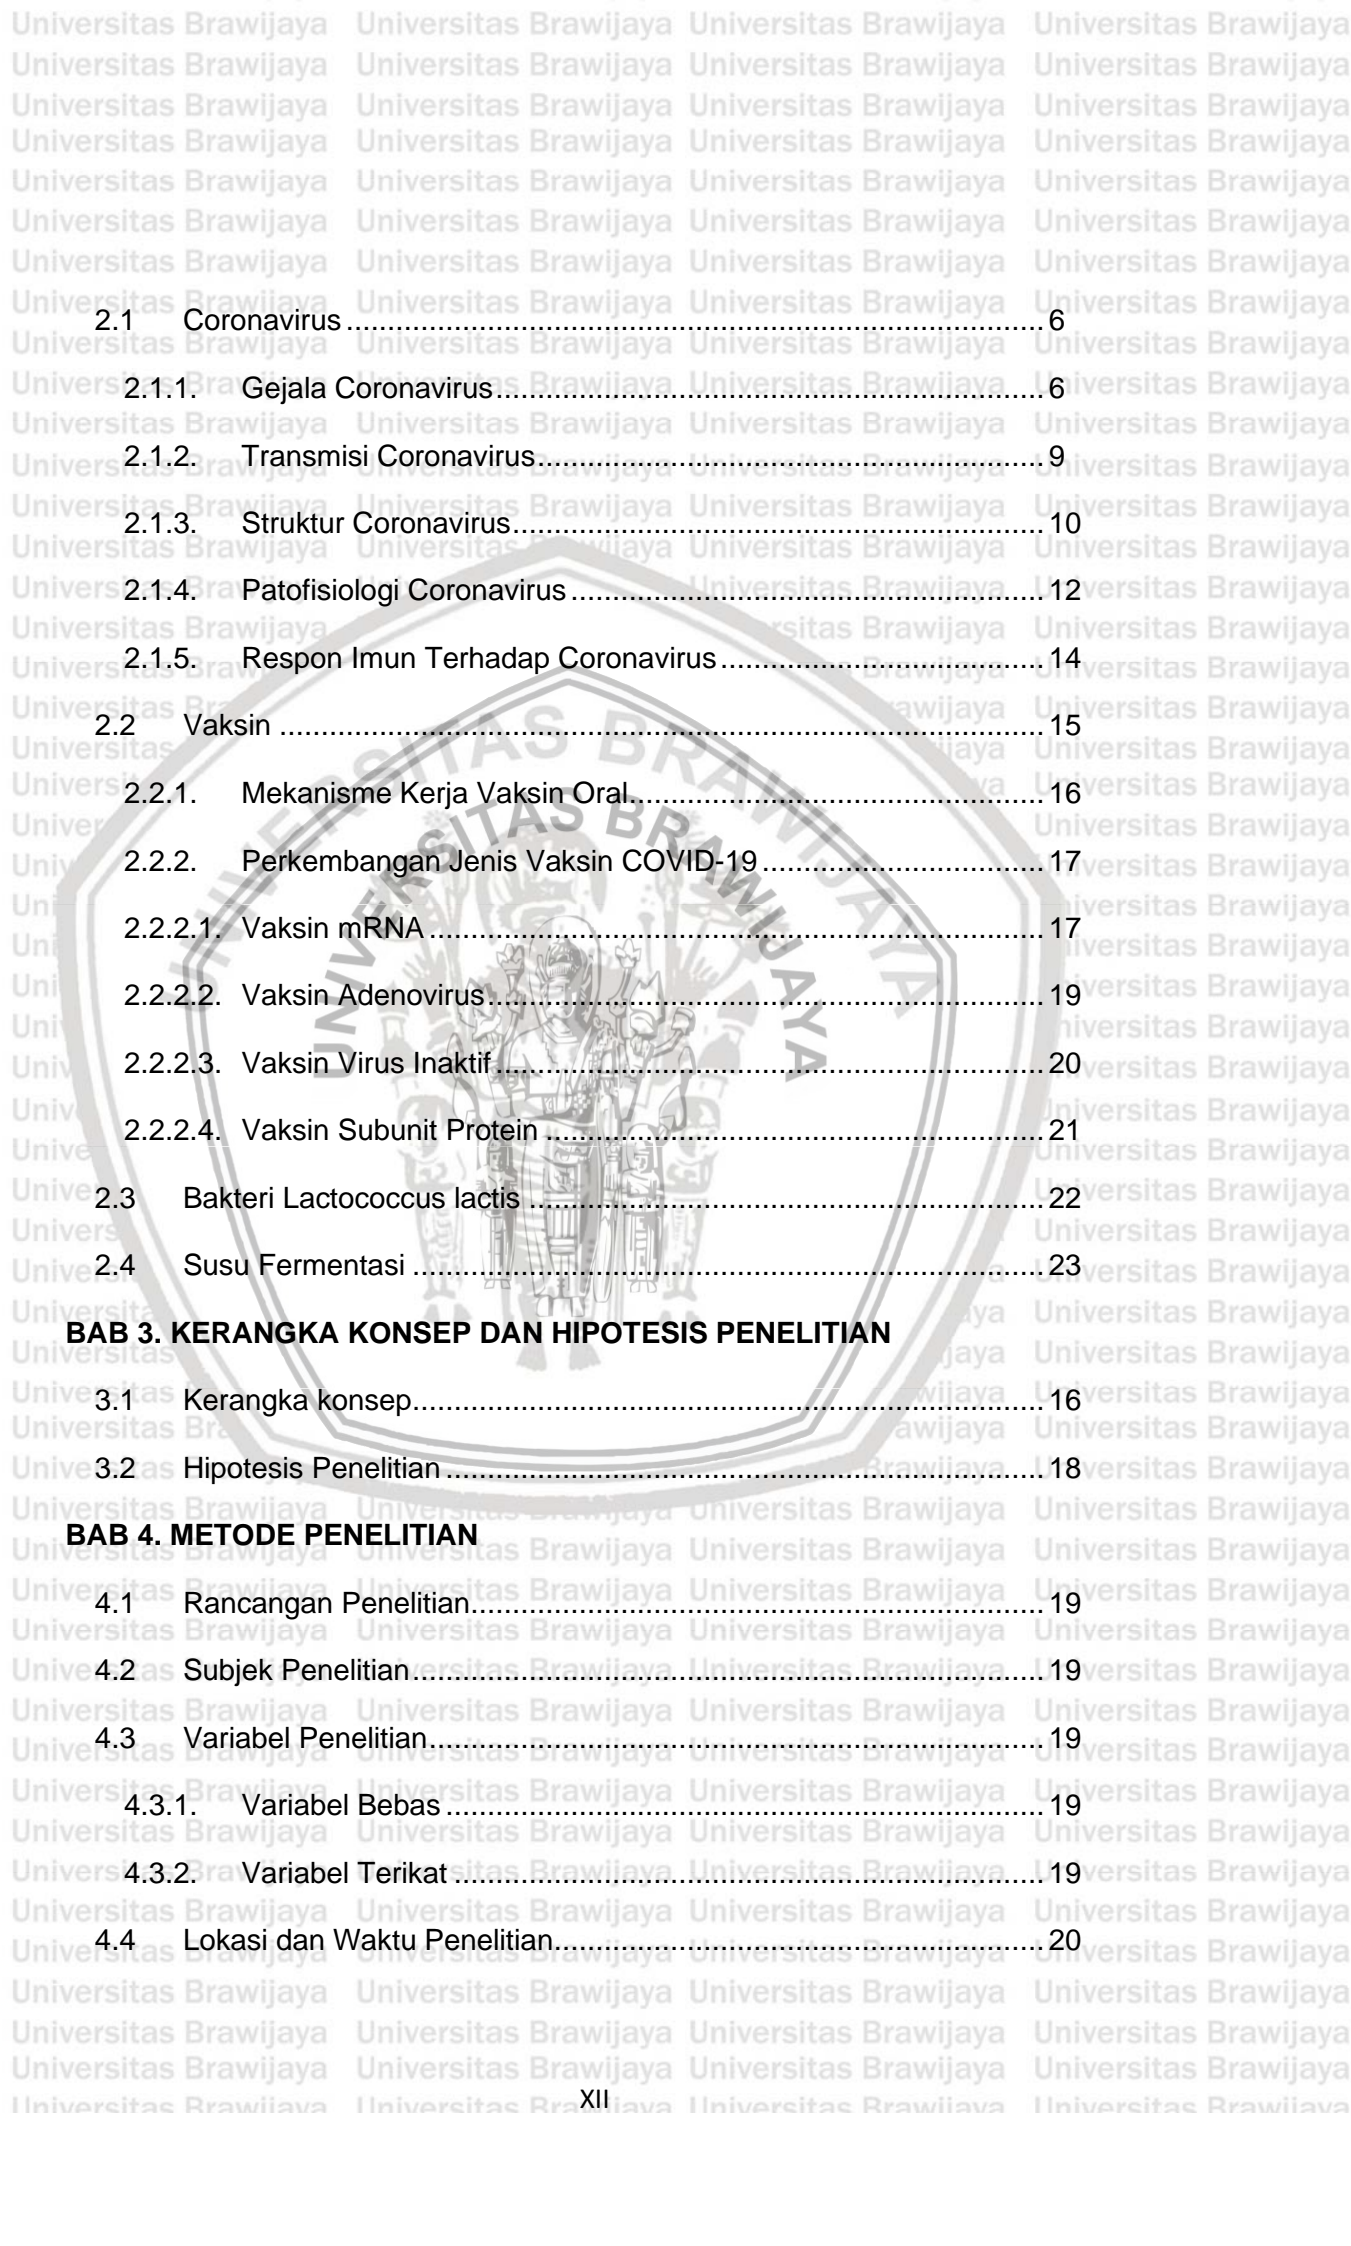 2.1 Coronavirus ........................................................................................ 6
2.1.1. Gejala Coronavirus.................................................................... 6
2.1.2. Transmisi Coronavirus............................................................... 9
2.1.3. Struktur Coronavirus.................................................................. 10
2.1.4. Patofisiologi Coronavirus ........................................................... 12
2.1.5. Respon Imun Terhadap Coronavirus ......................................... 14
2.2 Vaksin ............................................................................................... 15
2.2.1. Mekanisme Kerja Vaksin Oral.................................................... 16
2.2.2. Perkembangan Jenis Vaksin COVID-19 .................................... 17
2.2.2.1. Vaksin mRNA ............................................................................ 17
2.2.2.2. Vaksin Adenovirus..................................................................... 19
2.2.2.3. Vaksin Virus Inaktif .................................................................... 20
2.2.2.4. Vaksin Subunit Protein .............................................................. 21
2.3 Bakteri Lactococcus lactis ................................................................. 22
2.4 Susu Fermentasi ............................................................................... 23
BAB 3. KERANGKA KONSEP DAN HIPOTESIS PENELITIAN
3.1 Kerangka konsep............................................................................... 16
3.2 Hipotesis Penelitian ........................................................................... 18
BAB 4. METODE PENELITIAN
4.1 Rancangan Penelitian........................................................................ 19
4.2 Subjek Penelitian ............................................................................... 19
4.3 Variabel Penelitian............................................................................. 19
4.3.1. Variabel Bebas .......................................................................... 19
4.3.2. Variabel Terikat ......................................................................... 19
4.4 Lokasi dan Waktu Penelitian.............................................................. 20
XII
UNIVERSITAS BRAWIJAYA
UNIVERSITAS BRAWIJAYA